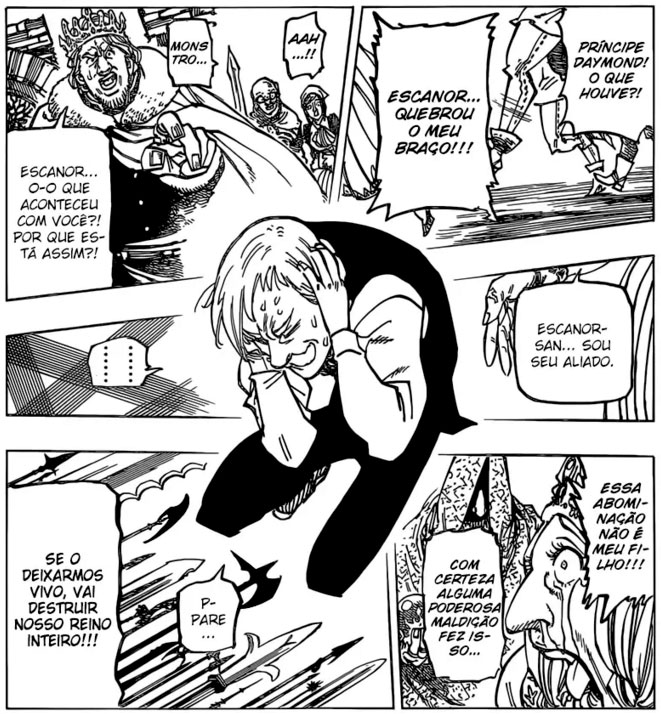 PRÍNCIPE
DAYMOND!
O QUE
HOUVE?!
ESCANOR...
QUEBROU
O MEU
BRAÇO!!!
AAH
...!!
MONS
TRO...
ESCANOR...
O-O QUE
ACONTECEU
COM VOCÊ?!
POR QUE ES-
TÁ ASSIM?!
ESCANOR-
SAN... SOU
SEU ALIADO.
ESSA
ABOMI-
NAÇÃO
NÃO É
MEU FI-
LHO!!!
COM
CERTEZA
ALGUMA
PODEROSA
MALDIÇÃO
FEZ IS-
SO...
P-
PARE
...
SE O
DEIXARMOS
VIVO, VAI
DESTRUIR
NOSSO REINO
INTEIRO!!!